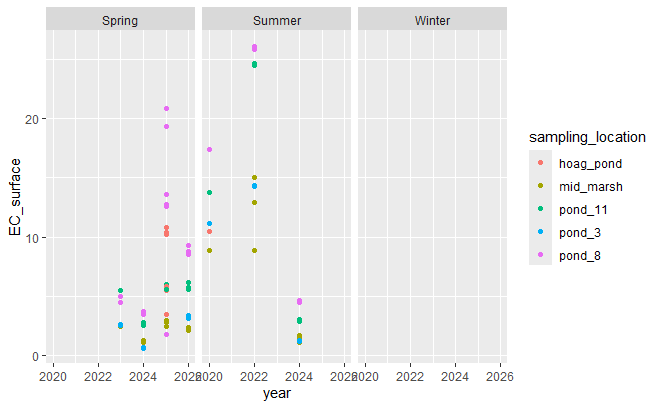 Spring Summer Winter
EC_surface
20
10
0
2020 2022 2024 2026 2020 2022 2024 2026 2020 2022 2024 2026
year
sampling_location
hoag_pond
mid_marsh
pond_11
pond_3
pond_8